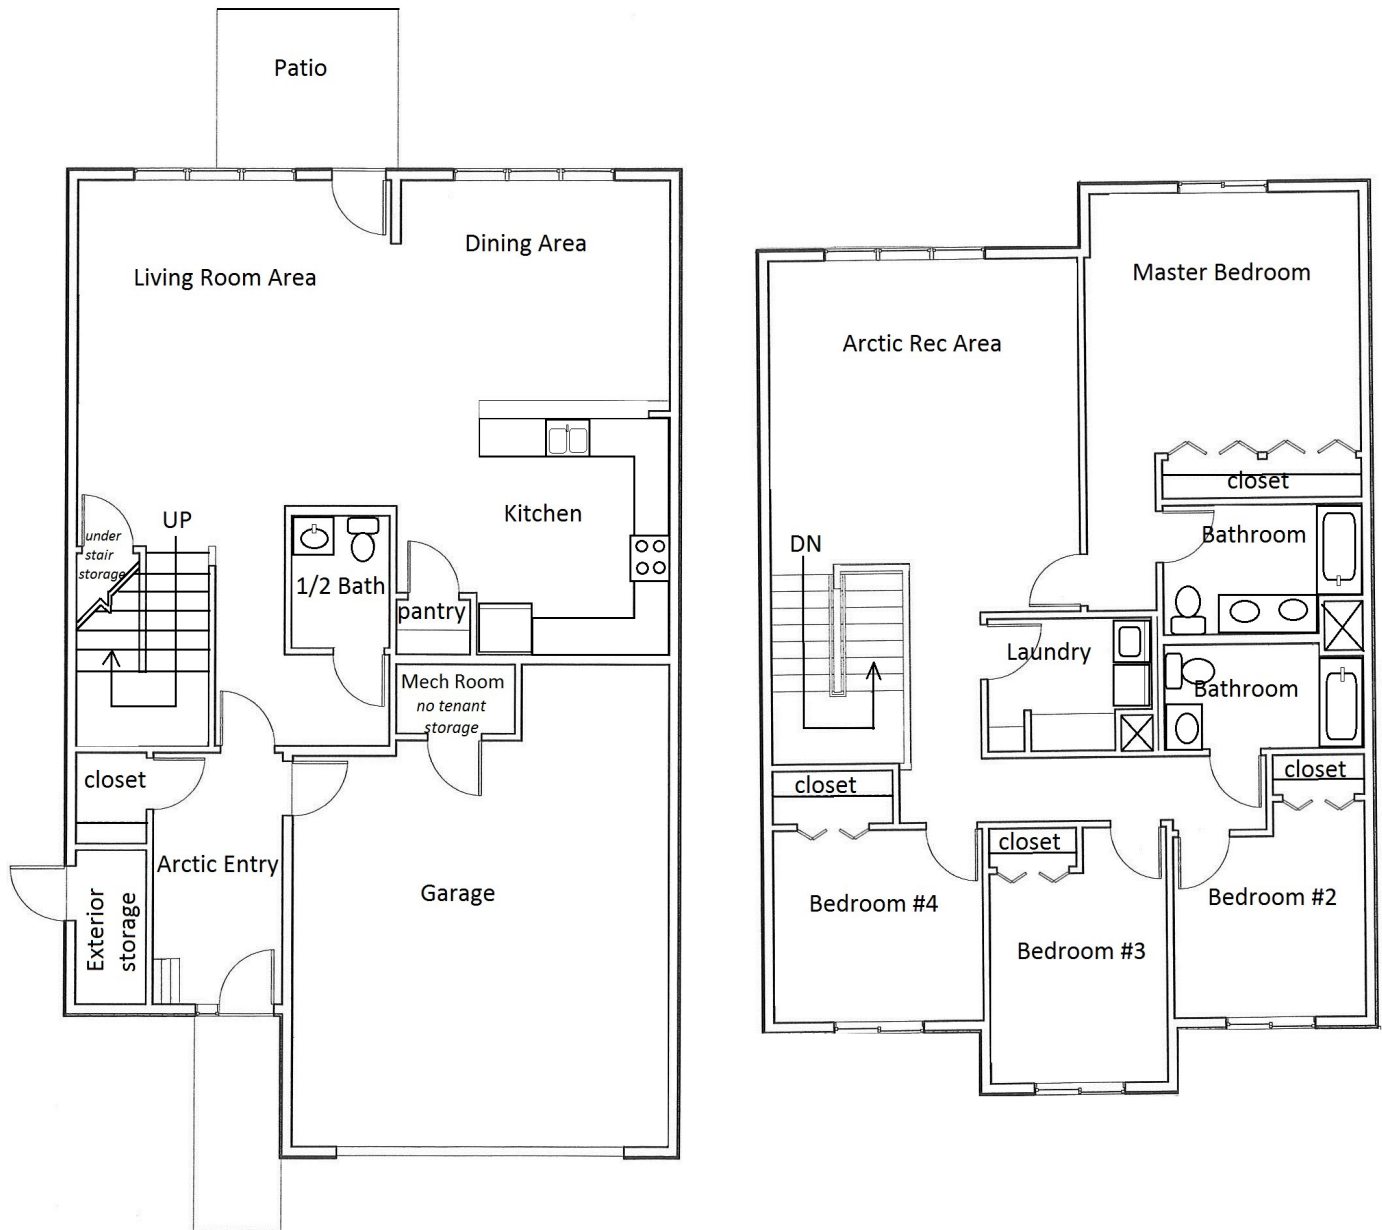 Patio
Dining Area
Living Room Area
Kitchen
UP
under
stair
storage
1/2 Bath
pantry
Mech Room
no tenant
storage
closet
Arctic Entry
Exterior
storage
Garage
Master Bedroom
Arctic Rec Area
closet
Bathroom
DN
Laundry
Bathroom
closet
closet
closet
Bedroom #4
Bedroom #3
Bedroom #2